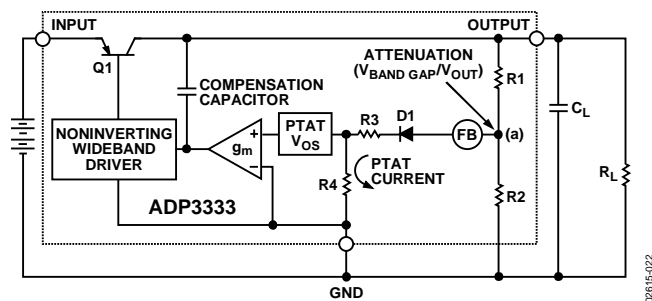 INPUT
OUTPUT
Q1
ATTENUATION
(VBAND GAP/VOUT)
R1
COMPENSATION
CAPACITOR
CL
PTAT
VOS
R3
D1
FB
(a)
NONINVERTING
WIDEBAND
DRIVER
gm
+
−
R4
PTAT
CURRENT
R2
RL
ADP3333
GND
02615-022